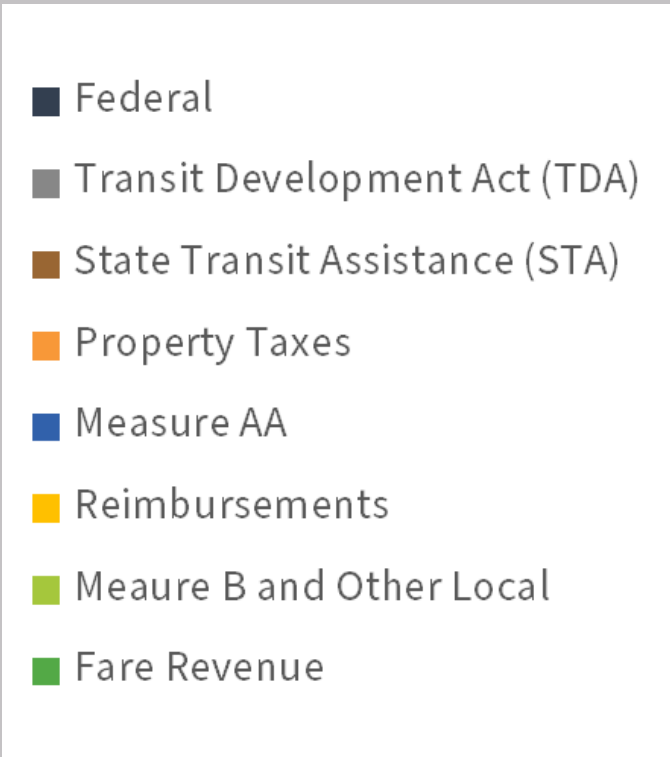 Federal
Transit Development Act (TDA)
State Transit Assistance (STA)
Property Taxes
Measure AA
Reimbursements
Meaure B and Other Local
Fare Revenue